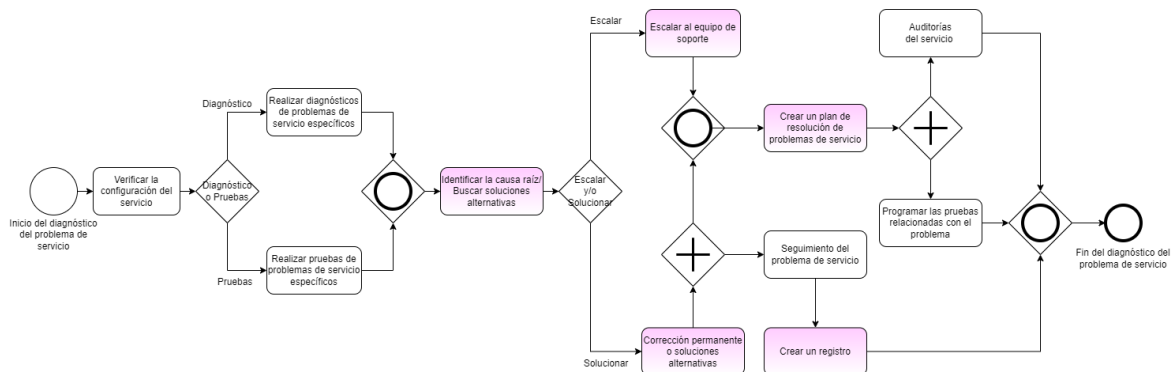 Inicio del diagnóstico
del problema de
servicio
Verificar la
configuración del
servicio
Diagnóstico
o Pruebas
Diagnóstico
Pruebas
Realizar diagnósticos
de problemas de
servicio específicos
Realizar pruebas de
problemas de servicio
específicos
Identificar la causa raíz/
Buscar soluciones
alternativas
Escalar
y/o
Solucionar
Escalar
Solucionar
Escalar al equipo de
soporte
Corrección permanente
o soluciones
alternativas
Crear un plan de
resolución de
problemas de servicio
Seguimiento del
problema de servicio
Crear un registro
Auditorías
del servicio
Programar las pruebas
relacionadas con el
problema
Fin del diagnóstico del
problema de servicio